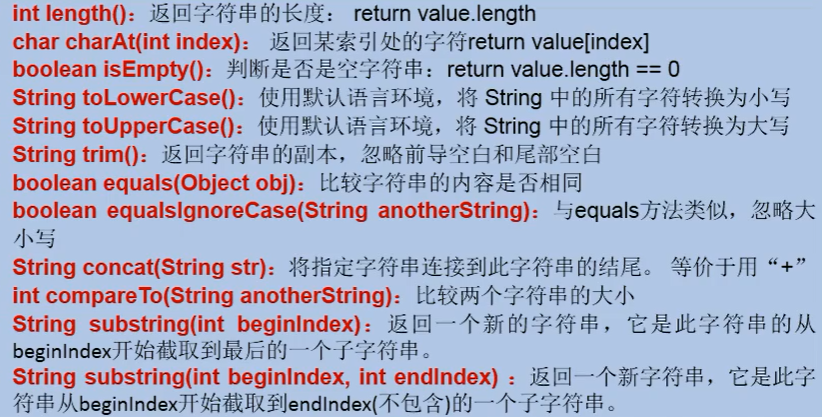 int length()：返回字符串的长度： return value.length
char charAt(int index)： 返回某索引处的字符return value[index]
boolean isEmpty()：判断是否是空字符串：return value.length == 0
String toLowerCase()：使用默认语言环境，将 String 中的所有字符转换为小写
String toUpperCase()：使用默认语言环境，将 String 中的所有字符转换为大写
String trim()：返回字符串的副本，忽略前导空白和尾部空白
boolean equals(Object obj)：比较字符串的内容是否相同
boolean equalsIgnoreCase(String anotherString)：与equals方法类似，忽略大
小写
String concat(String str)：将指定字符串连接到此字符串的结尾。 等价于用“+”
int compareTo(String anotherString)：比较两个字符串的大小
String substring(int beginIndex)：返回一个新的字符串，它是此字符串的从
beginIndex开始截取到最后的一个子字符串。
String substring(int beginIndex, int endIndex) ：返回一个新字符串，它是此字
符串从beginIndex开始截取到endIndex(不包含)的一个子字符串。